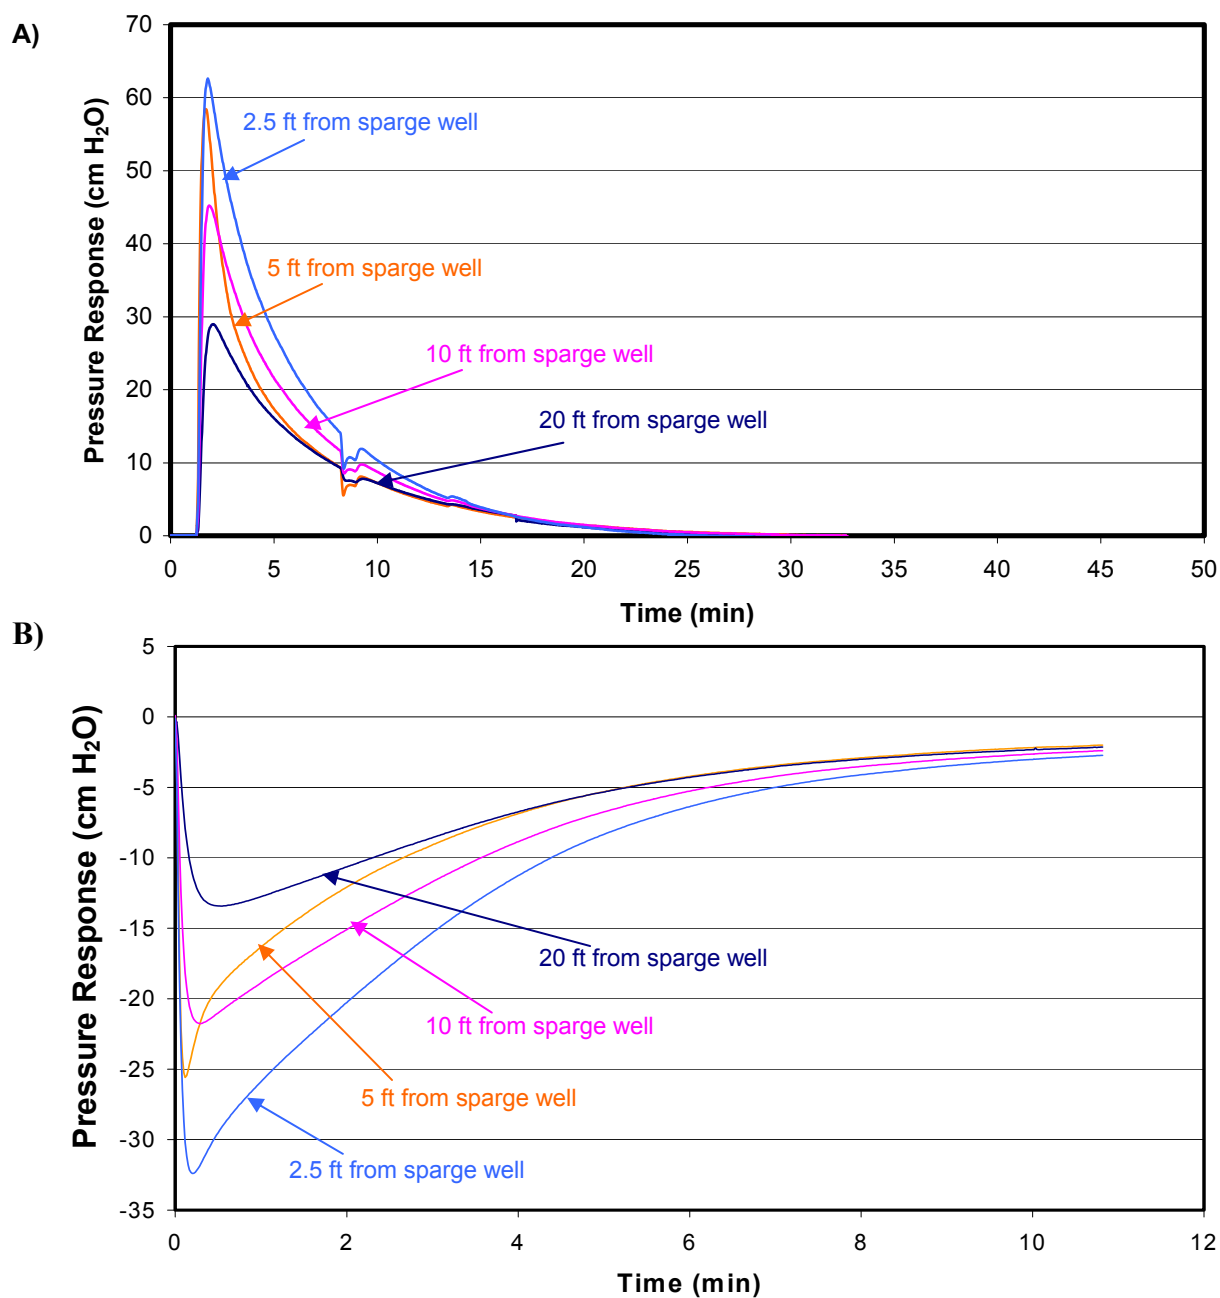 A)
Pressure Response (cm H₂O)
70
60
50
40
30
20
10
0
2.5 ft from sparge well
5 ft from sparge well
10 ft from sparge well
20 ft from sparge well
0 5 10 15 20 25 30 35 40 45 50
Time (min)
B)
Pressure Response (cm H₂O)
5
0
-5
-10
-15
-20
-25
-30
-35
20 ft from sparge well
10 ft from sparge well
5 ft from sparge well
2.5 ft from sparge well
0 2 4 6 8 10 12
Time (min)